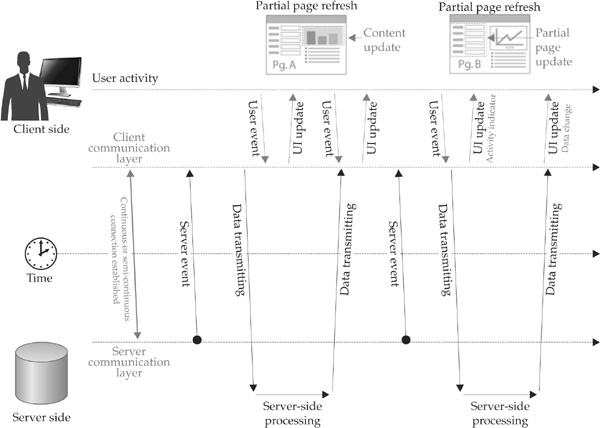 Partial page refresh
Content
update
Pg. A
Partial page refresh
Partial
page
update
Pg. B
User activity
Client side
User event
UI update
User event
UI update
User event
UI update
Activity indicator
UI update
Data change
Client
communication
layer
Continuous or semi-continuous
connection established
Server event
Data transmitting
Data transmitting
Server event
Data transmitting
Data transmitting
Time
Server
communication
layer
Server side
Server-side
processing
Server-side
processing